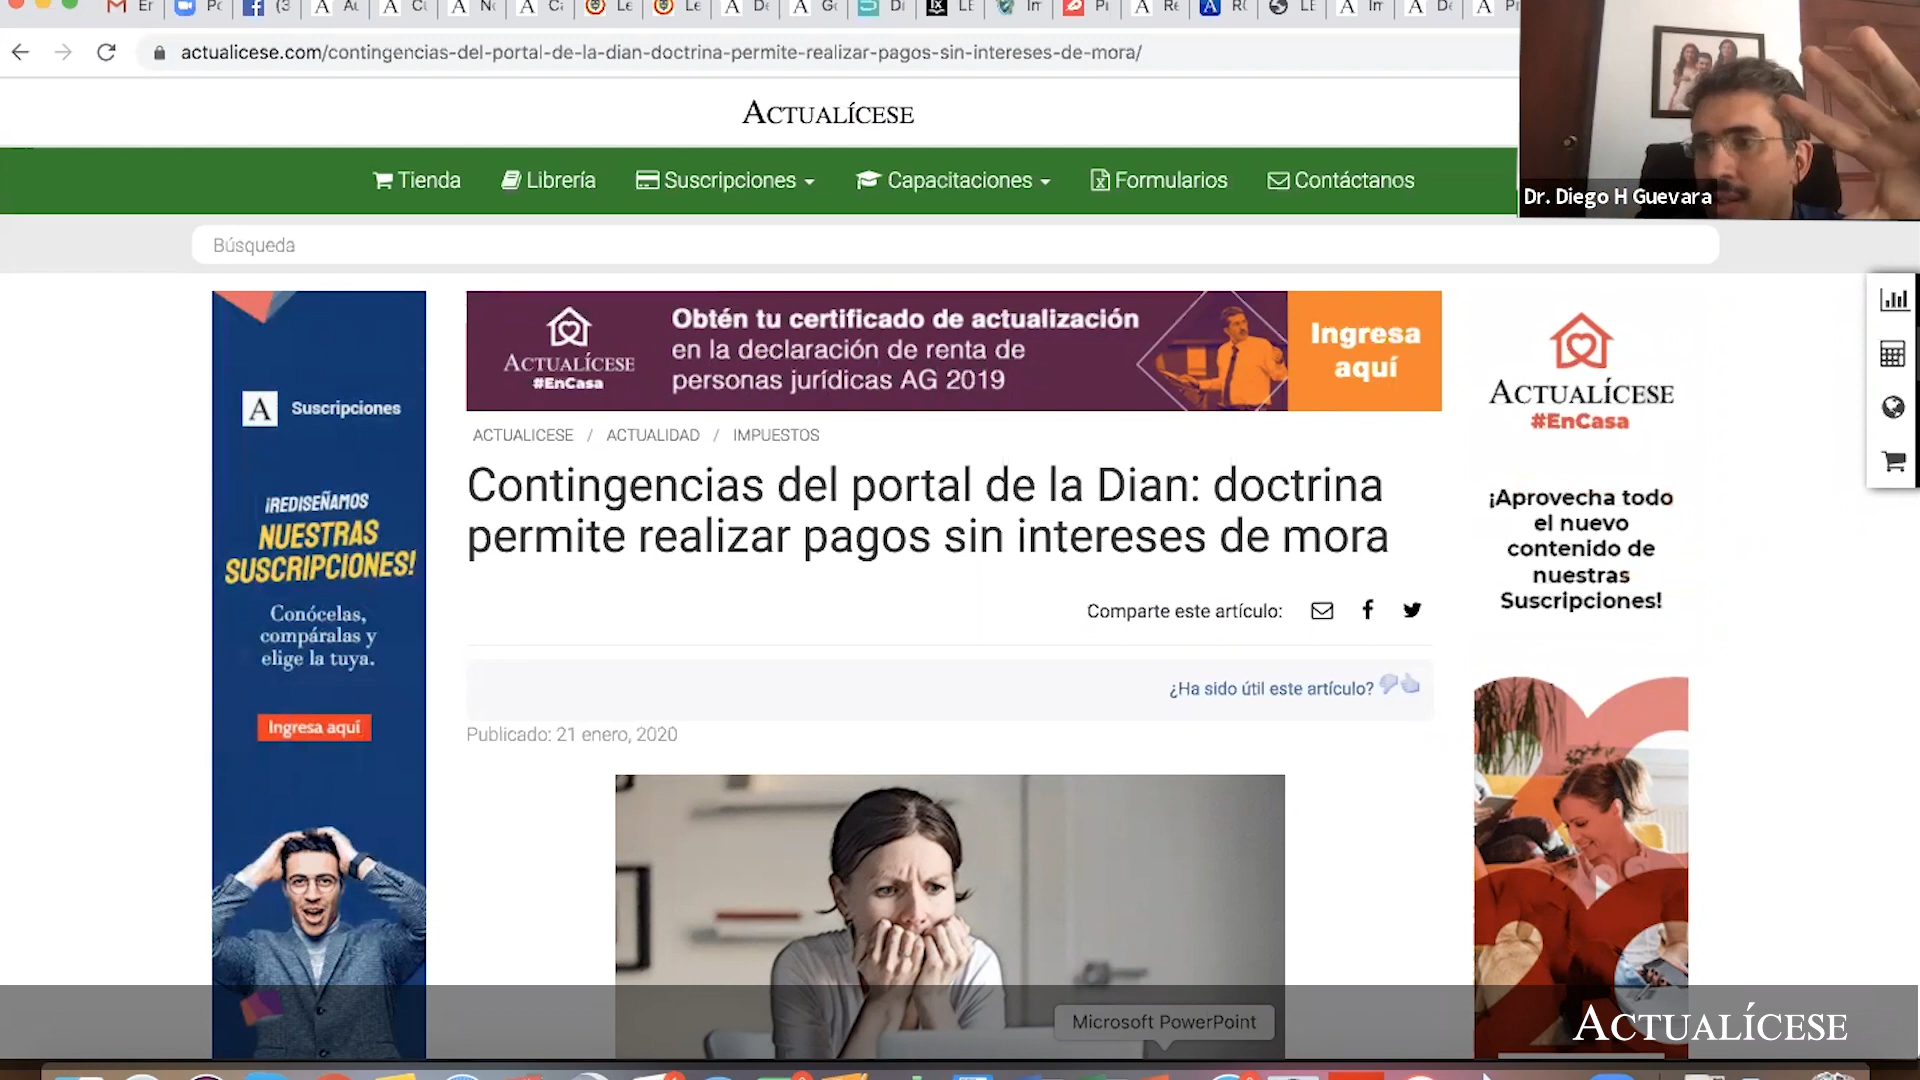 actualicese.com/contingencias-del-portal-de-la-dian-doctrina-permite-realizar-pagos-sin-intereses-de-mora/
ACTUALÍCESE
Tienda
Librería
Suscripciones
Capacitaciones
Formularios
Contáctanos
Dr. Diego H Guevara
Búsqueda
A Suscripciones
¡REDISEÑAMOS
NUESTRAS
SUSCRIPCIONES!
Conócelas,
compáralas y
elige la tuya.
Ingresa aquí
ACTUALÍCESE
#EnCasa
Obtén tu certificado de actualización
en la declaración de renta de
personas jurídicas AG 2019
Ingresa
aquí
ACTUALICESE / ACTUALIDAD / IMPUESTOS
Contingencias del portal de la Dian: doctrina
permite realizar pagos sin intereses de mora
Comparte este artículo:
¿Ha sido útil este artículo?
Publicado: 21 enero, 2020
ACTUALÍCESE
#EnCasa
¡Aprovecha todo
el nuevo
contenido de
nuestras
Suscripciones!
Microsoft PowerPoint
ACTUALÍCESE